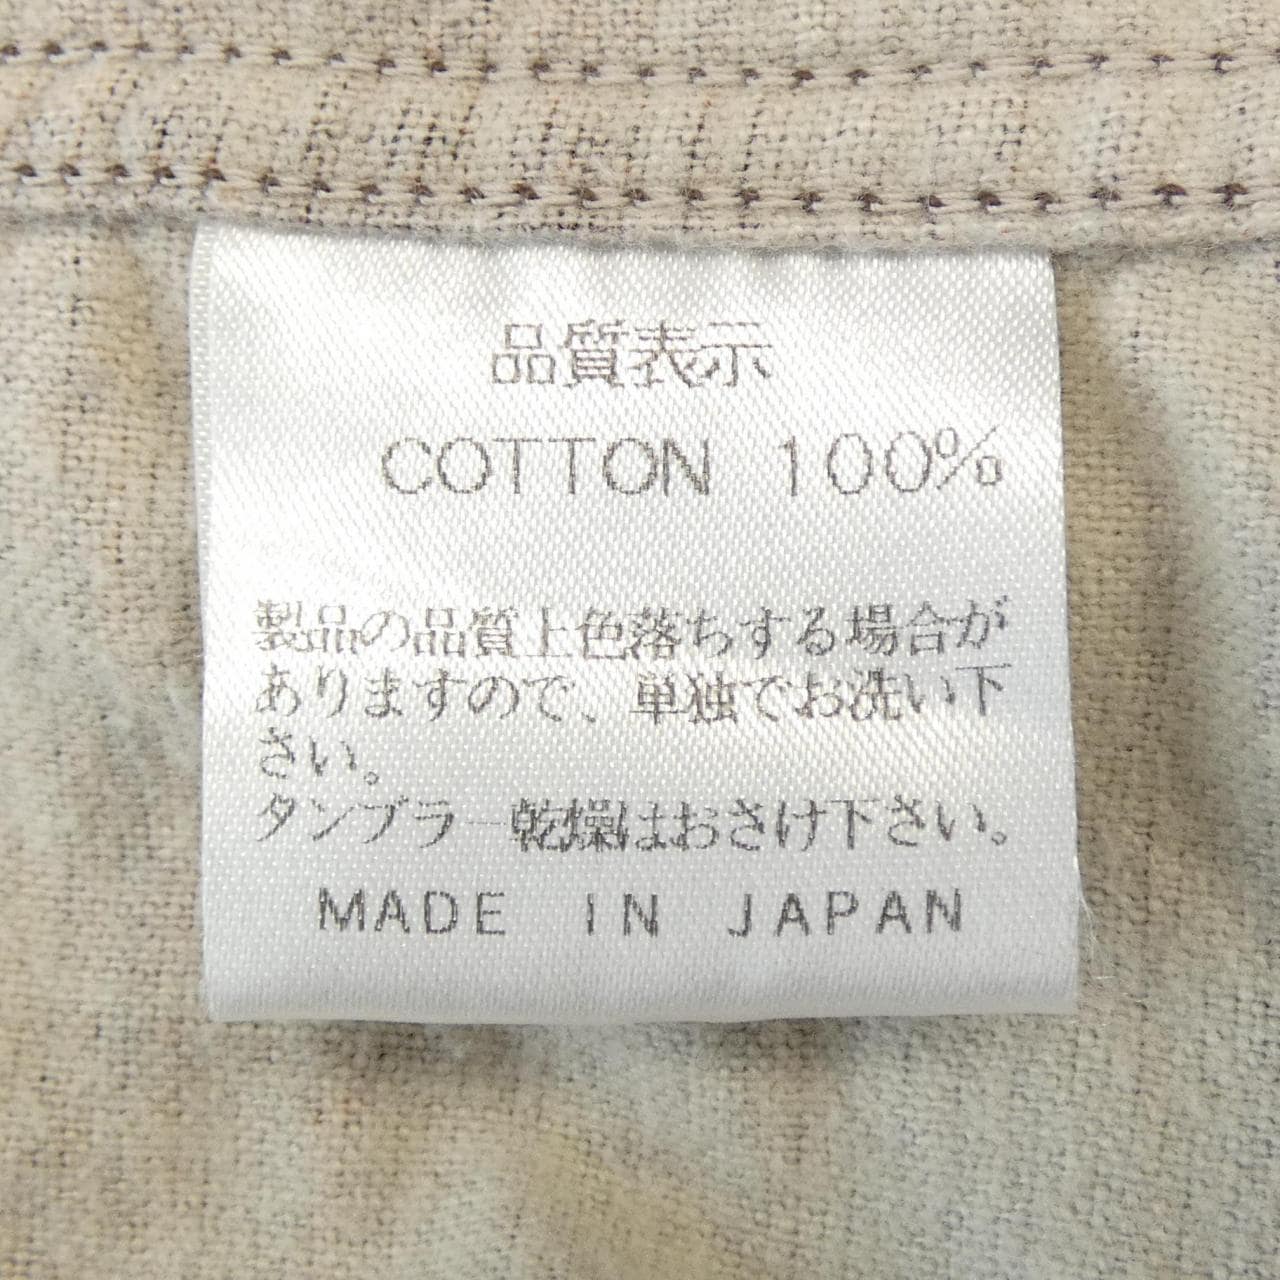 品質表示
COTTON 100%
製品の品質上色落ちする場合が
ありますので、単独でお洗い下
さい。
タンブラー乾燥はおさけ下さい。
MADE IN JAPAN